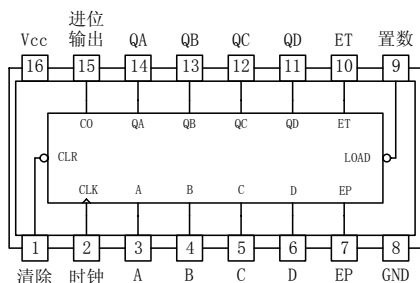 Vcc 进位输出 QA QB QC QD ET 置数
16 15 14 13 12 11 10 9
CO QA QB QC QD ET
CLR LOAD
CLK A B C D EP
1 2 3 4 5 6 7 8
清除 时钟 A B C D EP GND